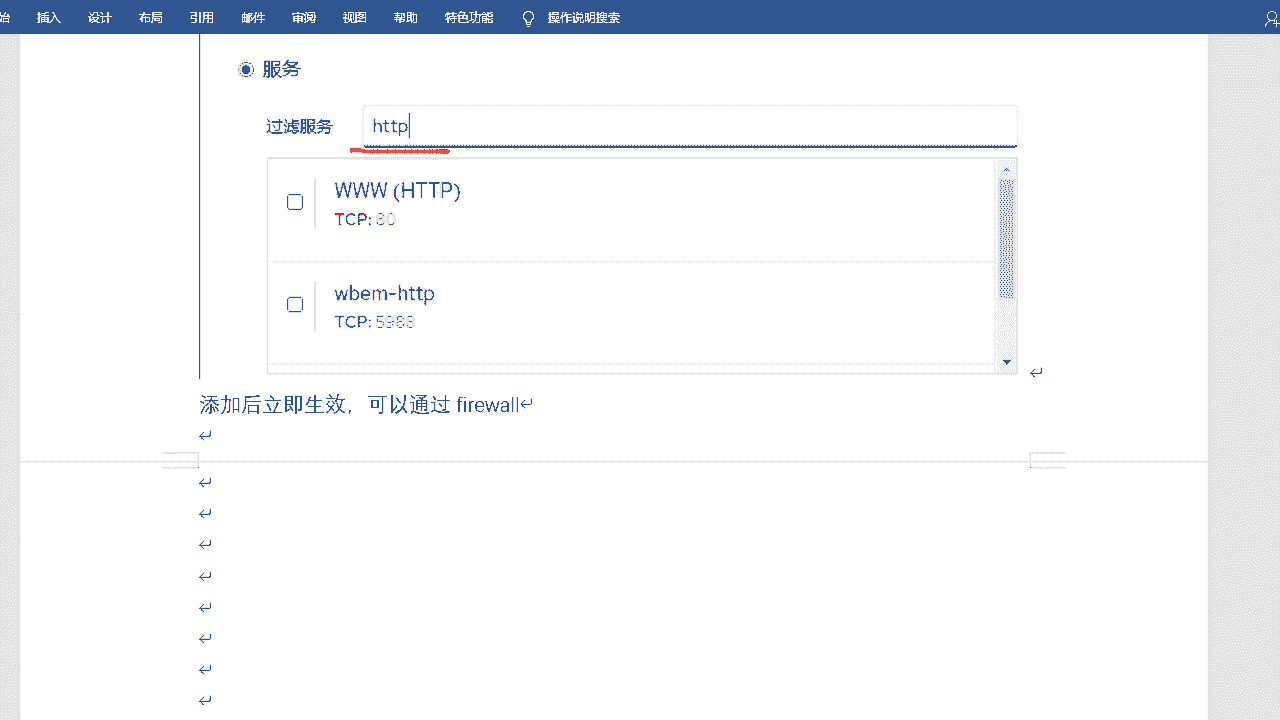 始 插入 设计 布局 引用 邮件 审阅 视图 帮助 特色功能 操作说明搜索
服务
过滤服务 http
WWW (HTTP)
TCP: 80
wbem-http
TCP: 5988
添加后立即生效，可以通过 firewall